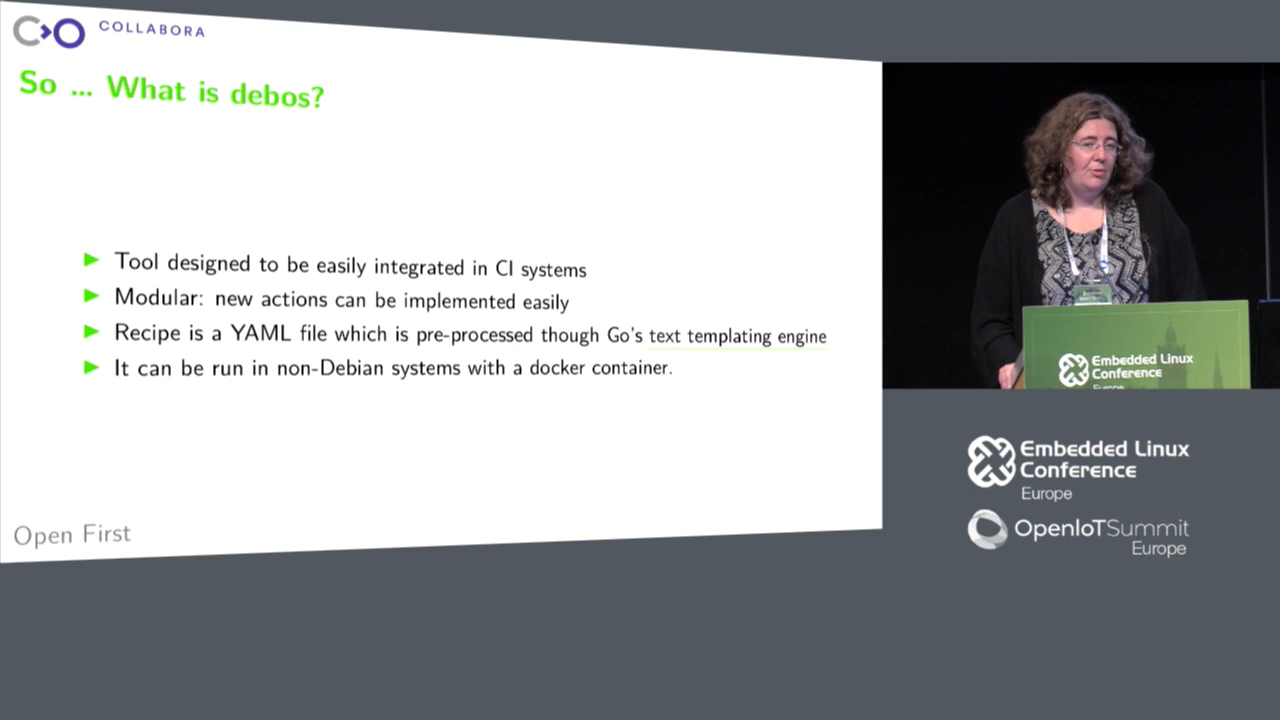 COLLABORA
So ... What is debos?
Tool designed to be easily integrated in CI systems
Modular: new actions can be implemented easily
Recipe is a YAML file which is pre-processed though Go's text templating engine
It can be run in non-Debian systems with a docker container.
Open First
Embedded Linux
Conference
Europe
Embedded Linux
Conference
Europe
OpenIoTSummit
Europe